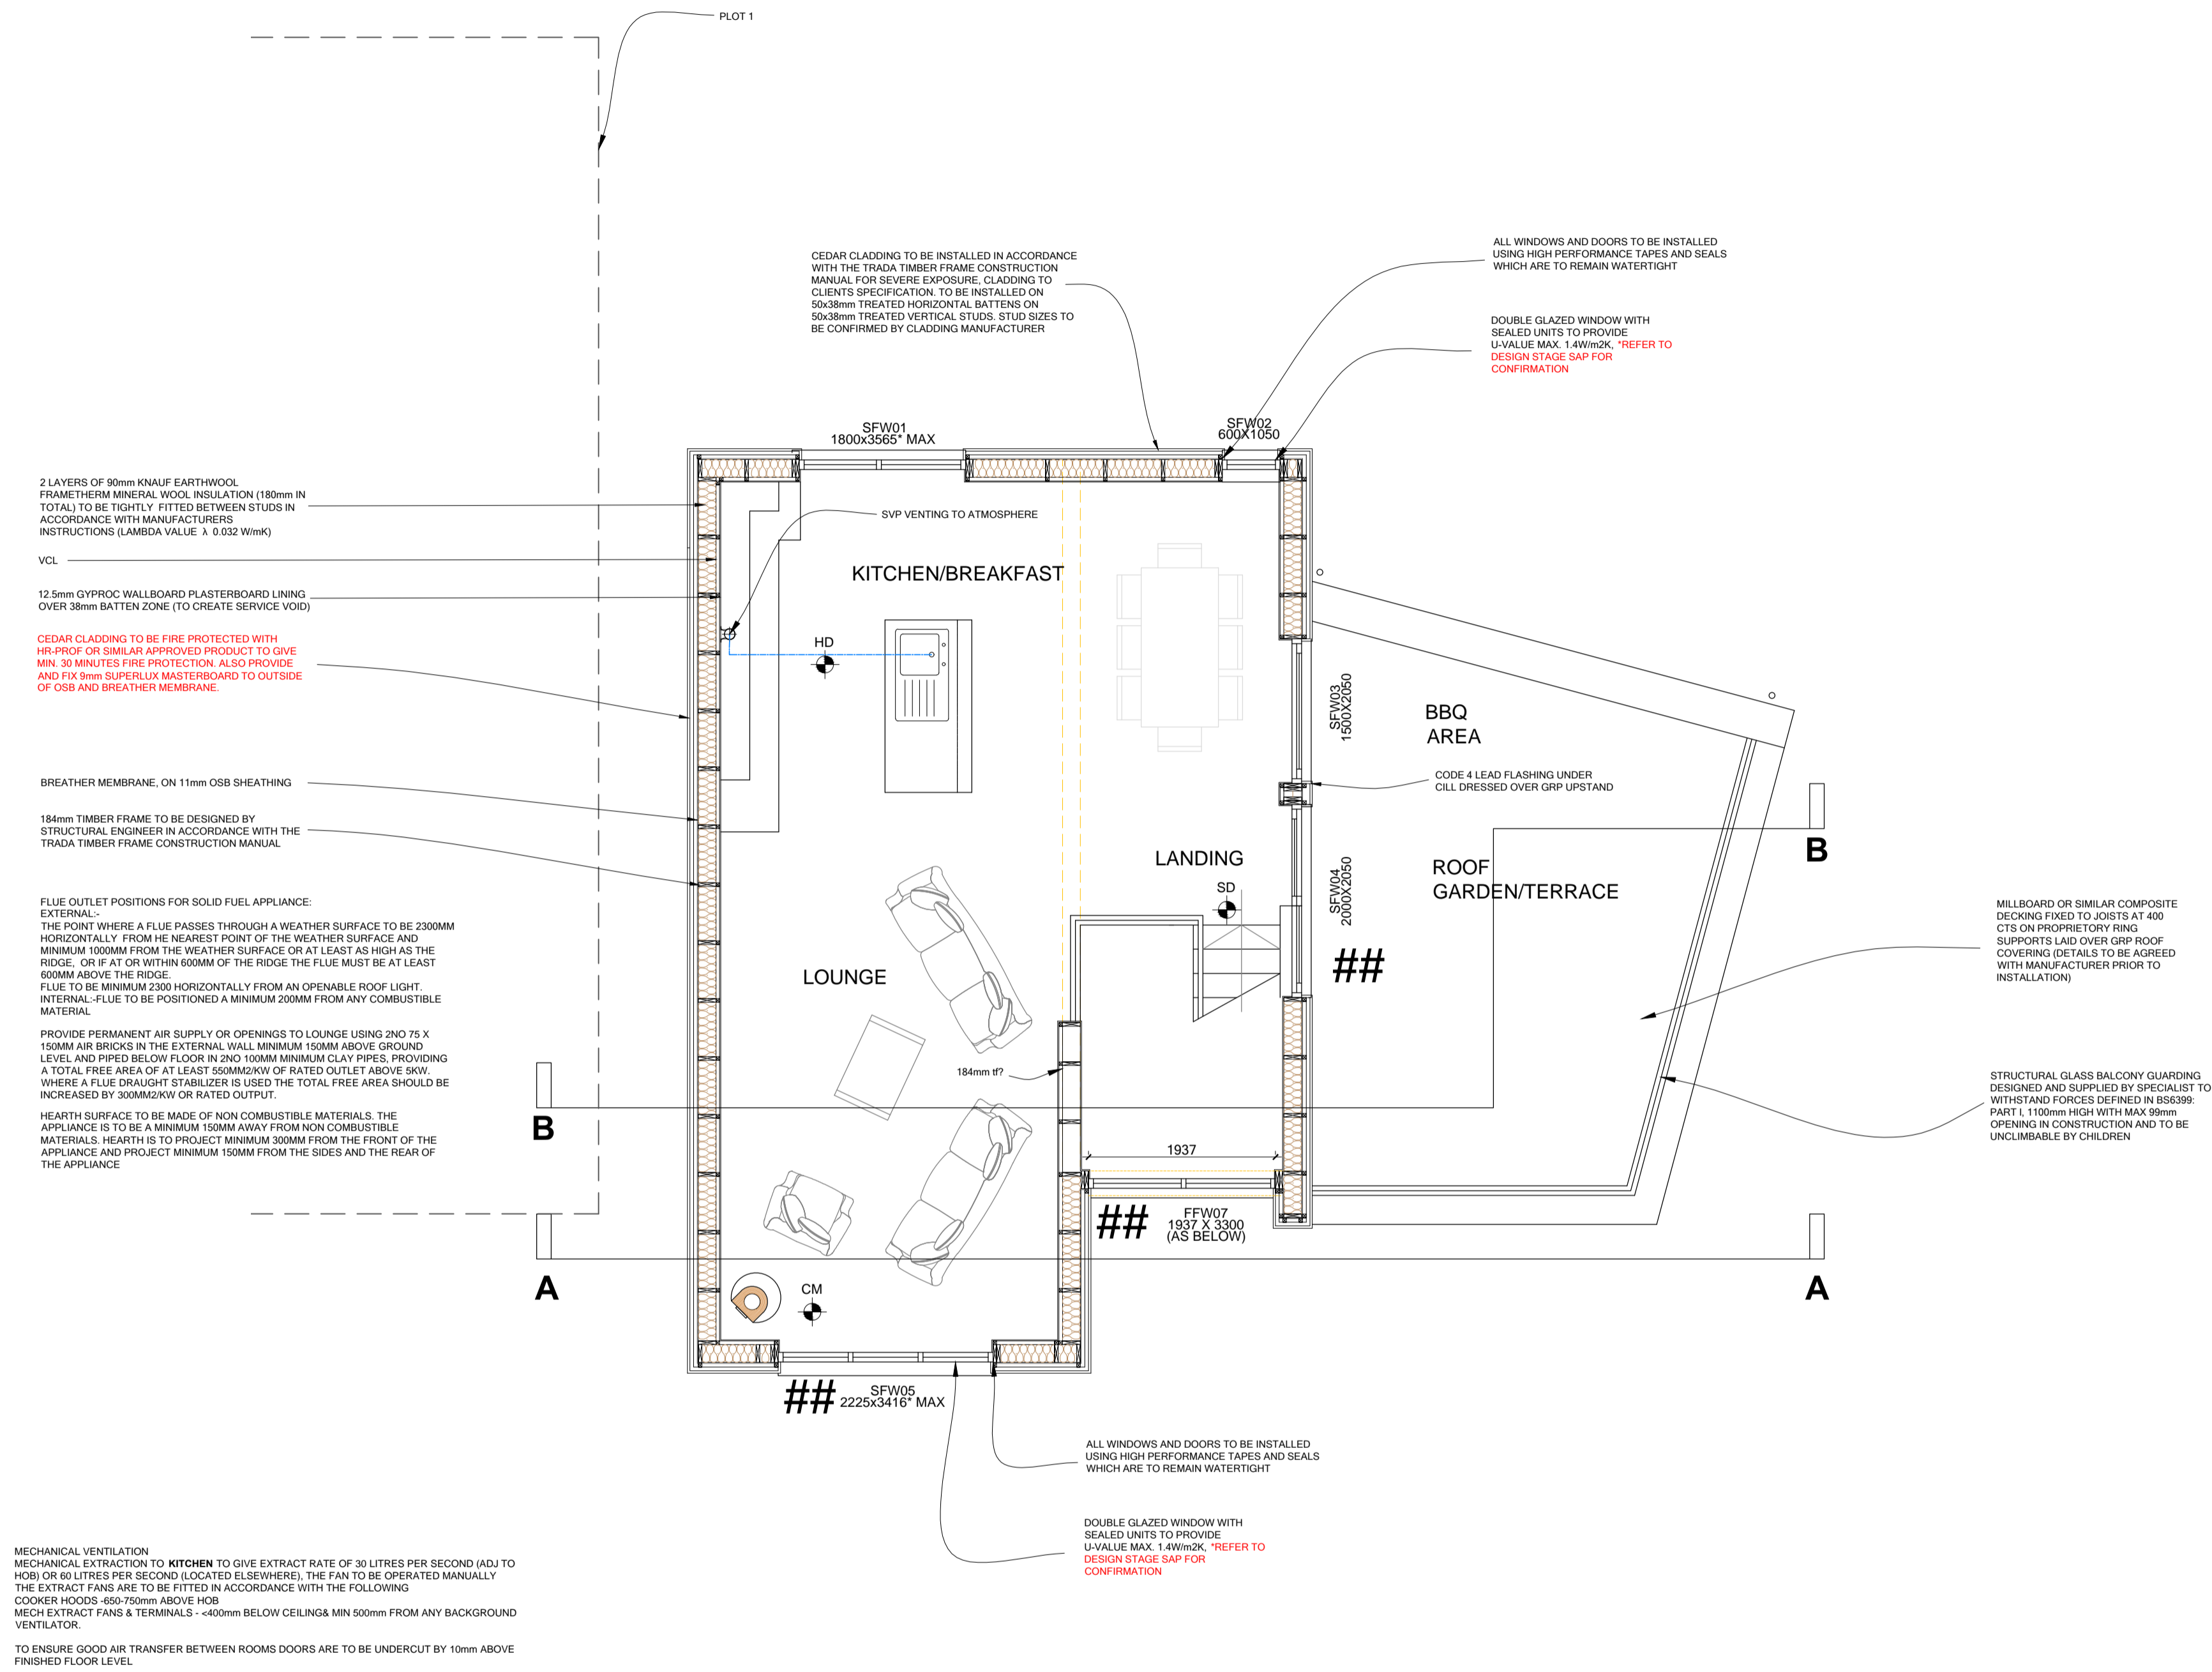 PLOT 1
ALL WINDOWS AND DOORS TO BE INSTALLED
USING HIGH PERFORMANCE TAPES AND SEALS
WHICH ARE TO REMAIN WATERTIGHT
CEDAR CLADDING TO BE INSTALLED IN ACCORDANCE
WITH THE TRADA TIMBER FRAME CONSTRUCTION
MANUAL FOR SEVERE EXPOSURE, CLADDING TO
CLIENTS SPECIFICATION. TO BE INSTALLED ON
50x38mm TREATED HORIZONTAL BATTENS ON
50x38mm TREATED VERTICAL STUDS. STUD SIZES TO
BE CONFIRMED BY CLADDING MANUFACTURER
DOUBLE GLAZED WINDOW WITH
SEALED UNITS TO PROVIDE
U-VALUE MAX. 1.4W/m2K, *REFER TO
DESIGN STAGE SAP FOR
CONFIRMATION
SFW01
1800x3565* MAX
SFW02
600X1050
2 LAYERS OF 90mm KNAUF EARTHWOOL
FRAMETHERM MINERAL WOOL INSULATION (180mm IN
TOTAL) TO BE TIGHTLY FITTED BETWEEN STUDS IN
ACCORDANCE WITH MANUFACTURERS
INSTRUCTIONS (LAMBDA VALUE λ 0.032 W/mK)
SVP VENTING TO ATMOSPHERE
VCL
KITCHEN/BREAKFAST
12.5mm GYPROC WALLBOARD PLASTERBOARD LINING
OVER 38mm BATTEN ZONE (TO CREATE SERVICE VOID)
CEDAR CLADDING TO BE FIRE PROTECTED WITH
HR-PROF OR SIMILAR APPROVED PRODUCT TO GIVE
MIN. 30 MINUTES FIRE PROTECTION. ALSO PROVIDE
AND FIX 9mm SUPERLUX MASTERBOARD TO OUTSIDE
OF OSB AND BREATHER MEMBRANE.
HD
SFW03
1500X2050
BBQ
AREA
BREATHER MEMBRANE, ON 11mm OSB SHEATHING
CODE 4 LEAD FLASHING UNDER
CILL DRESSED OVER GRP UPSTAND
184mm TIMBER FRAME TO BE DESIGNED BY
STRUCTURAL ENGINEER IN ACCORDANCE WITH THE
TRADA TIMBER FRAME CONSTRUCTION MANUAL
B
LANDING
SD
SFW04
2000X2050
ROOF
GARDEN/TERRACE
##
LOUNGE
FLUE OUTLET POSITIONS FOR SOLID FUEL APPLIANCE:
EXTERNAL:-
THE POINT WHERE A FLUE PASSES THROUGH A WEATHER SURFACE TO BE 2300MM
HORIZONTALLY FROM HE NEAREST POINT OF THE WEATHER SURFACE AND
MINIMUM 1000MM FROM THE WEATHER SURFACE OR AT LEAST AS HIGH AS THE
RIDGE, OR IF AT OR WITHIN 600MM OF THE RIDGE THE FLUE MUST BE AT LEAST
600MM ABOVE THE RIDGE.
FLUE TO BE MINIMUM 2300 HORIZONTALLY FROM AN OPENABLE ROOF LIGHT.
INTERNAL:-FLUE TO BE POSITIONED A MINIMUM 200MM FROM ANY COMBUSTIBLE
MATERIAL
PROVIDE PERMANENT AIR SUPPLY OR OPENINGS TO LOUNGE USING 2NO 75 X
150MM AIR BRICKS IN THE EXTERNAL WALL MINIMUM 150MM ABOVE GROUND
LEVEL AND PIPED BELOW FLOOR IN 2NO 100MM MINIMUM CLAY PIPES, PROVIDING
A TOTAL FREE AREA OF AT LEAST 550MM2/KW OF RATED OUTLET ABOVE 5KW.
WHERE A FLUE DRAUGHT STABILIZER IS USED THE TOTAL FREE AREA SHOULD BE
INCREASED BY 300MM2/KW OR RATED OUTPUT.
HEARTH SURFACE TO BE MADE OF NON COMBUSTIBLE MATERIALS. THE
APPLIANCE IS TO BE A MINIMUM 150MM AWAY FROM NON COMBUSTIBLE
MATERIALS. HEARTH IS TO PROJECT MINIMUM 300MM FROM THE FRONT OF THE
APPLIANCE AND PROJECT MINIMUM 150MM FROM THE SIDES AND THE REAR OF
THE APPLIANCE
MILLBOARD OR SIMILAR COMPOSITE
DECKING FIXED TO JOISTS AT 400
CTS ON PROPRIETORY RING
SUPPORTS LAID OVER GRP ROOF
COVERING (DETAILS TO BE AGREED
WITH MANUFACTURER PRIOR TO
INSTALLATION)
184mm tf?
STRUCTURAL GLASS BALCONY GUARDING
DESIGNED AND SUPPLIED BY SPECIALIST TO
WITHSTAND FORCES DEFINED IN BS6399:
PART I, 1100mm HIGH WITH MAX 99mm
OPENING IN CONSTRUCTION AND TO BE
UNCLIMBABLE BY CHILDREN
B
1937
## FFW07
1937 X 3300
(AS BELOW)
A
CM
A
## SFW05
2225x3416* MAX
ALL WINDOWS AND DOORS TO BE INSTALLED
USING HIGH PERFORMANCE TAPES AND SEALS
WHICH ARE TO REMAIN WATERTIGHT
DOUBLE GLAZED WINDOW WITH
SEALED UNITS TO PROVIDE
U-VALUE MAX. 1.4W/m2K, *REFER TO
DESIGN STAGE SAP FOR
CONFIRMATION
MECHANICAL VENTILATION
MECHANICAL EXTRACTION TO KITCHEN TO GIVE EXTRACT RATE OF 30 LITRES PER SECOND (ADJ TO
HOB) OR 60 LITRES PER SECOND (LOCATED ELSEWHERE), THE FAN TO BE OPERATED MANUALLY
THE EXTRACT FANS ARE TO BE FITTED IN ACCORDANCE WITH THE FOLLOWING
COOKER HOODS -650-750mm ABOVE HOB
MECH EXTRACT FANS & TERMINALS - <400mm BELOW CEILING& MIN 500mm FROM ANY BACKGROUND
VENTILATOR.
TO ENSURE GOOD AIR TRANSFER BETWEEN ROOMS DOORS ARE TO BE UNDERCUT BY 10mm ABOVE
FINISHED FLOOR LEVEL